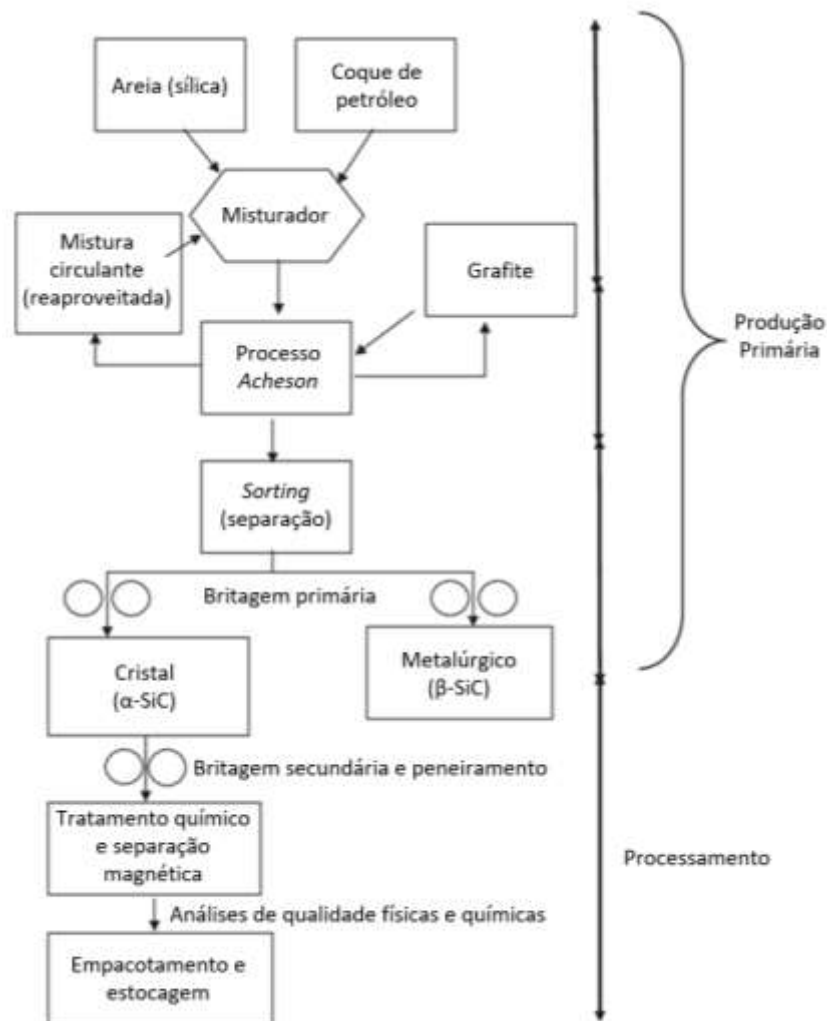 Areia (sílica)
Coque de
petróleo
Misturador
Mistura
circulante
(reaproveitada)
Grafite
Processo
Acheson
Produção
Primária
Sorting
(separação)
Britagem primária
Cristal
(α-SiC)
Metalúrgico
(β-SiC)
Britagem secundária e peneiramento
Tratamento químico
e separação
magnética
Processamento
Análises de qualidade físicas e químicas
Empacotamento e
estocagem